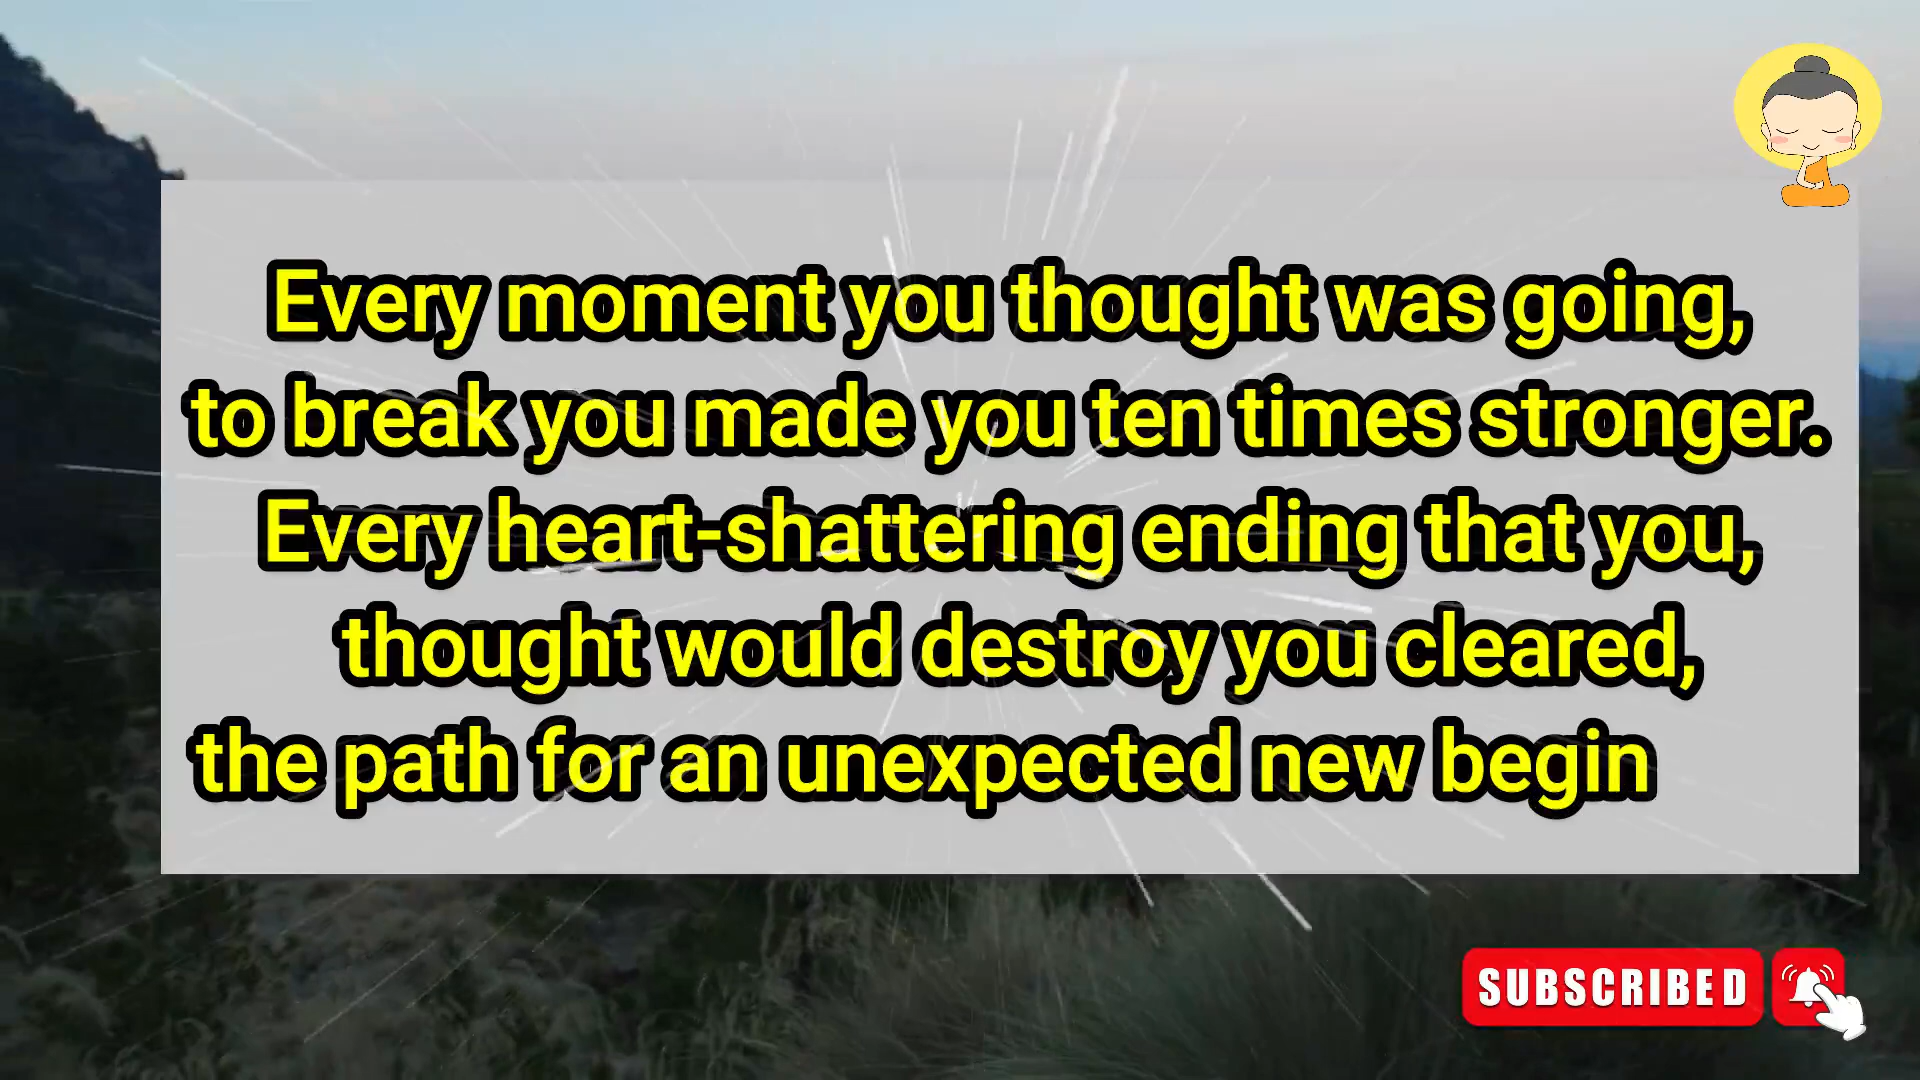 Every moment you thought was going,
to break you made you ten times stronger.
Every heart-shattering ending that you,
thought would destroy you cleared,
the path for an unexpected new begin
SUBSCRIBED